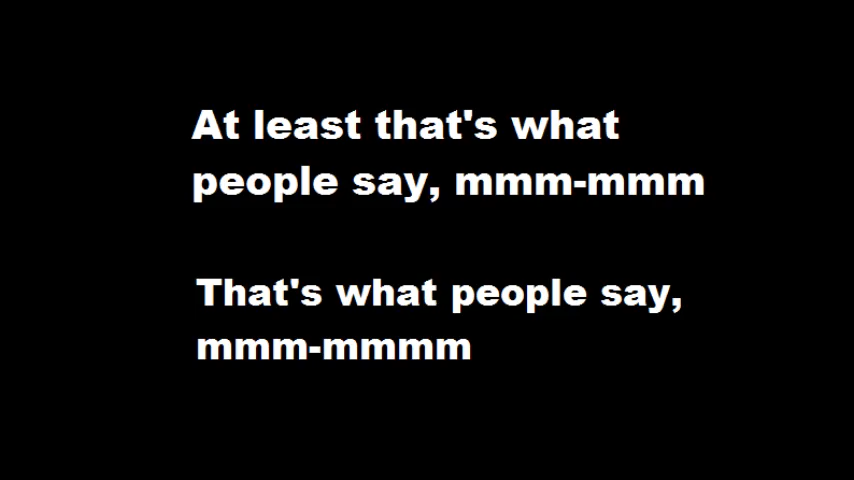 At least that's what
people say, mmm-mmm
That's what people say,
mmm-mmmm